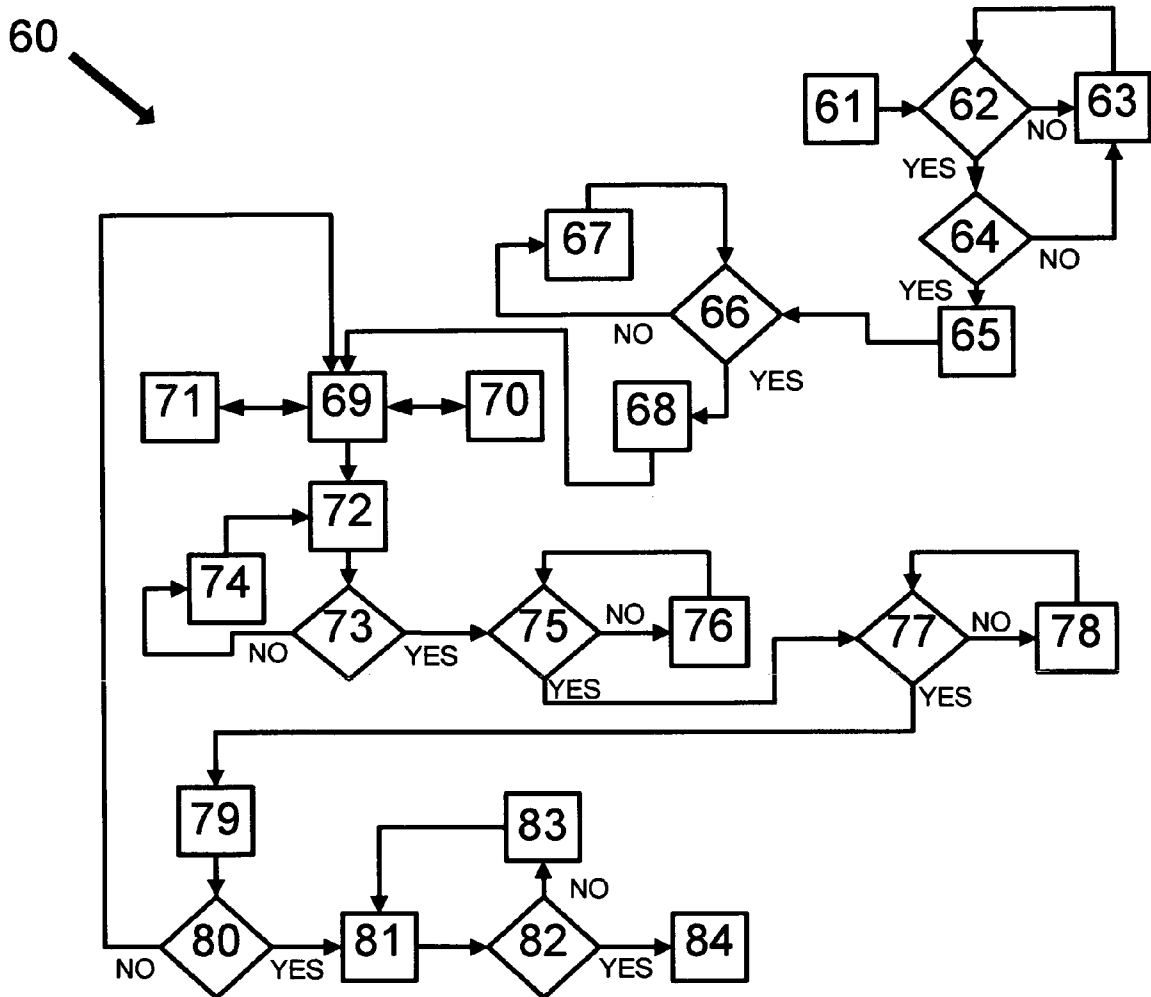 60
61
62
63
NO
YES
64
NO
YES
65
67
66
NO
YES
68
71
69
70
72
74
73
NO
YES
75
NO
76
YES
77
NO
78
YES
79
83
NO
80
NO
YES
81
82
YES
84